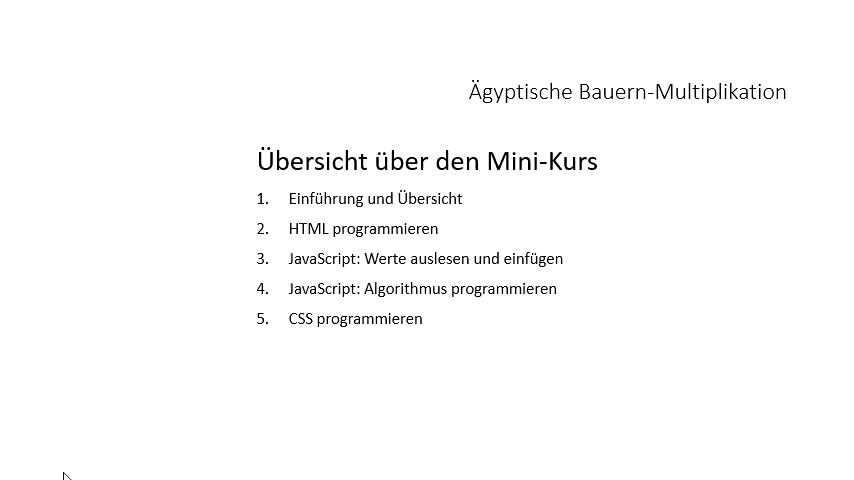 Ägyptische Bauern-Multiplikation
Übersicht über den Mini-Kurs
1. Einführung und Übersicht
2. HTML programmieren
3. JavaScript: Werte auslesen und einfügen
4. JavaScript: Algorithmus programmieren
5. CSS programmieren